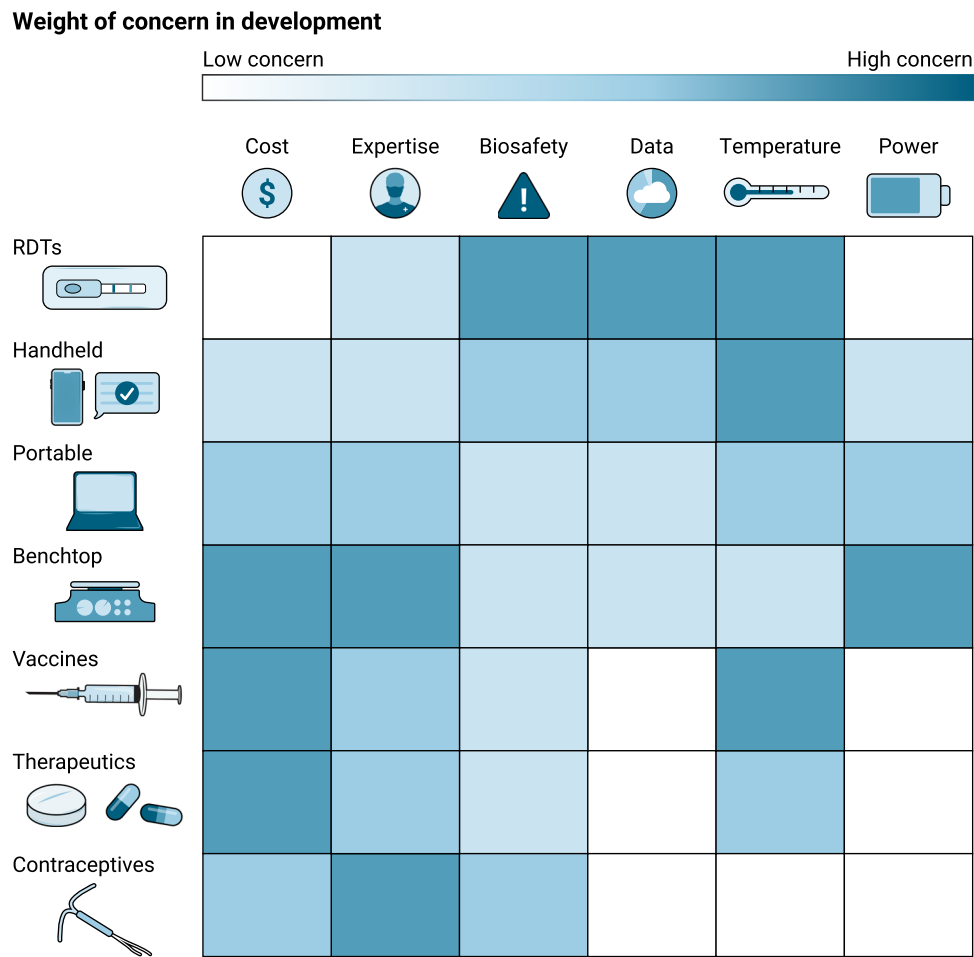 Weight of concern in development
Low concern High concern
Cost Expertise Biosafety Data Temperature Power
$
!
RDTs
Handheld
Portable
Benchtop
Vaccines
Therapeutics
Contraceptives